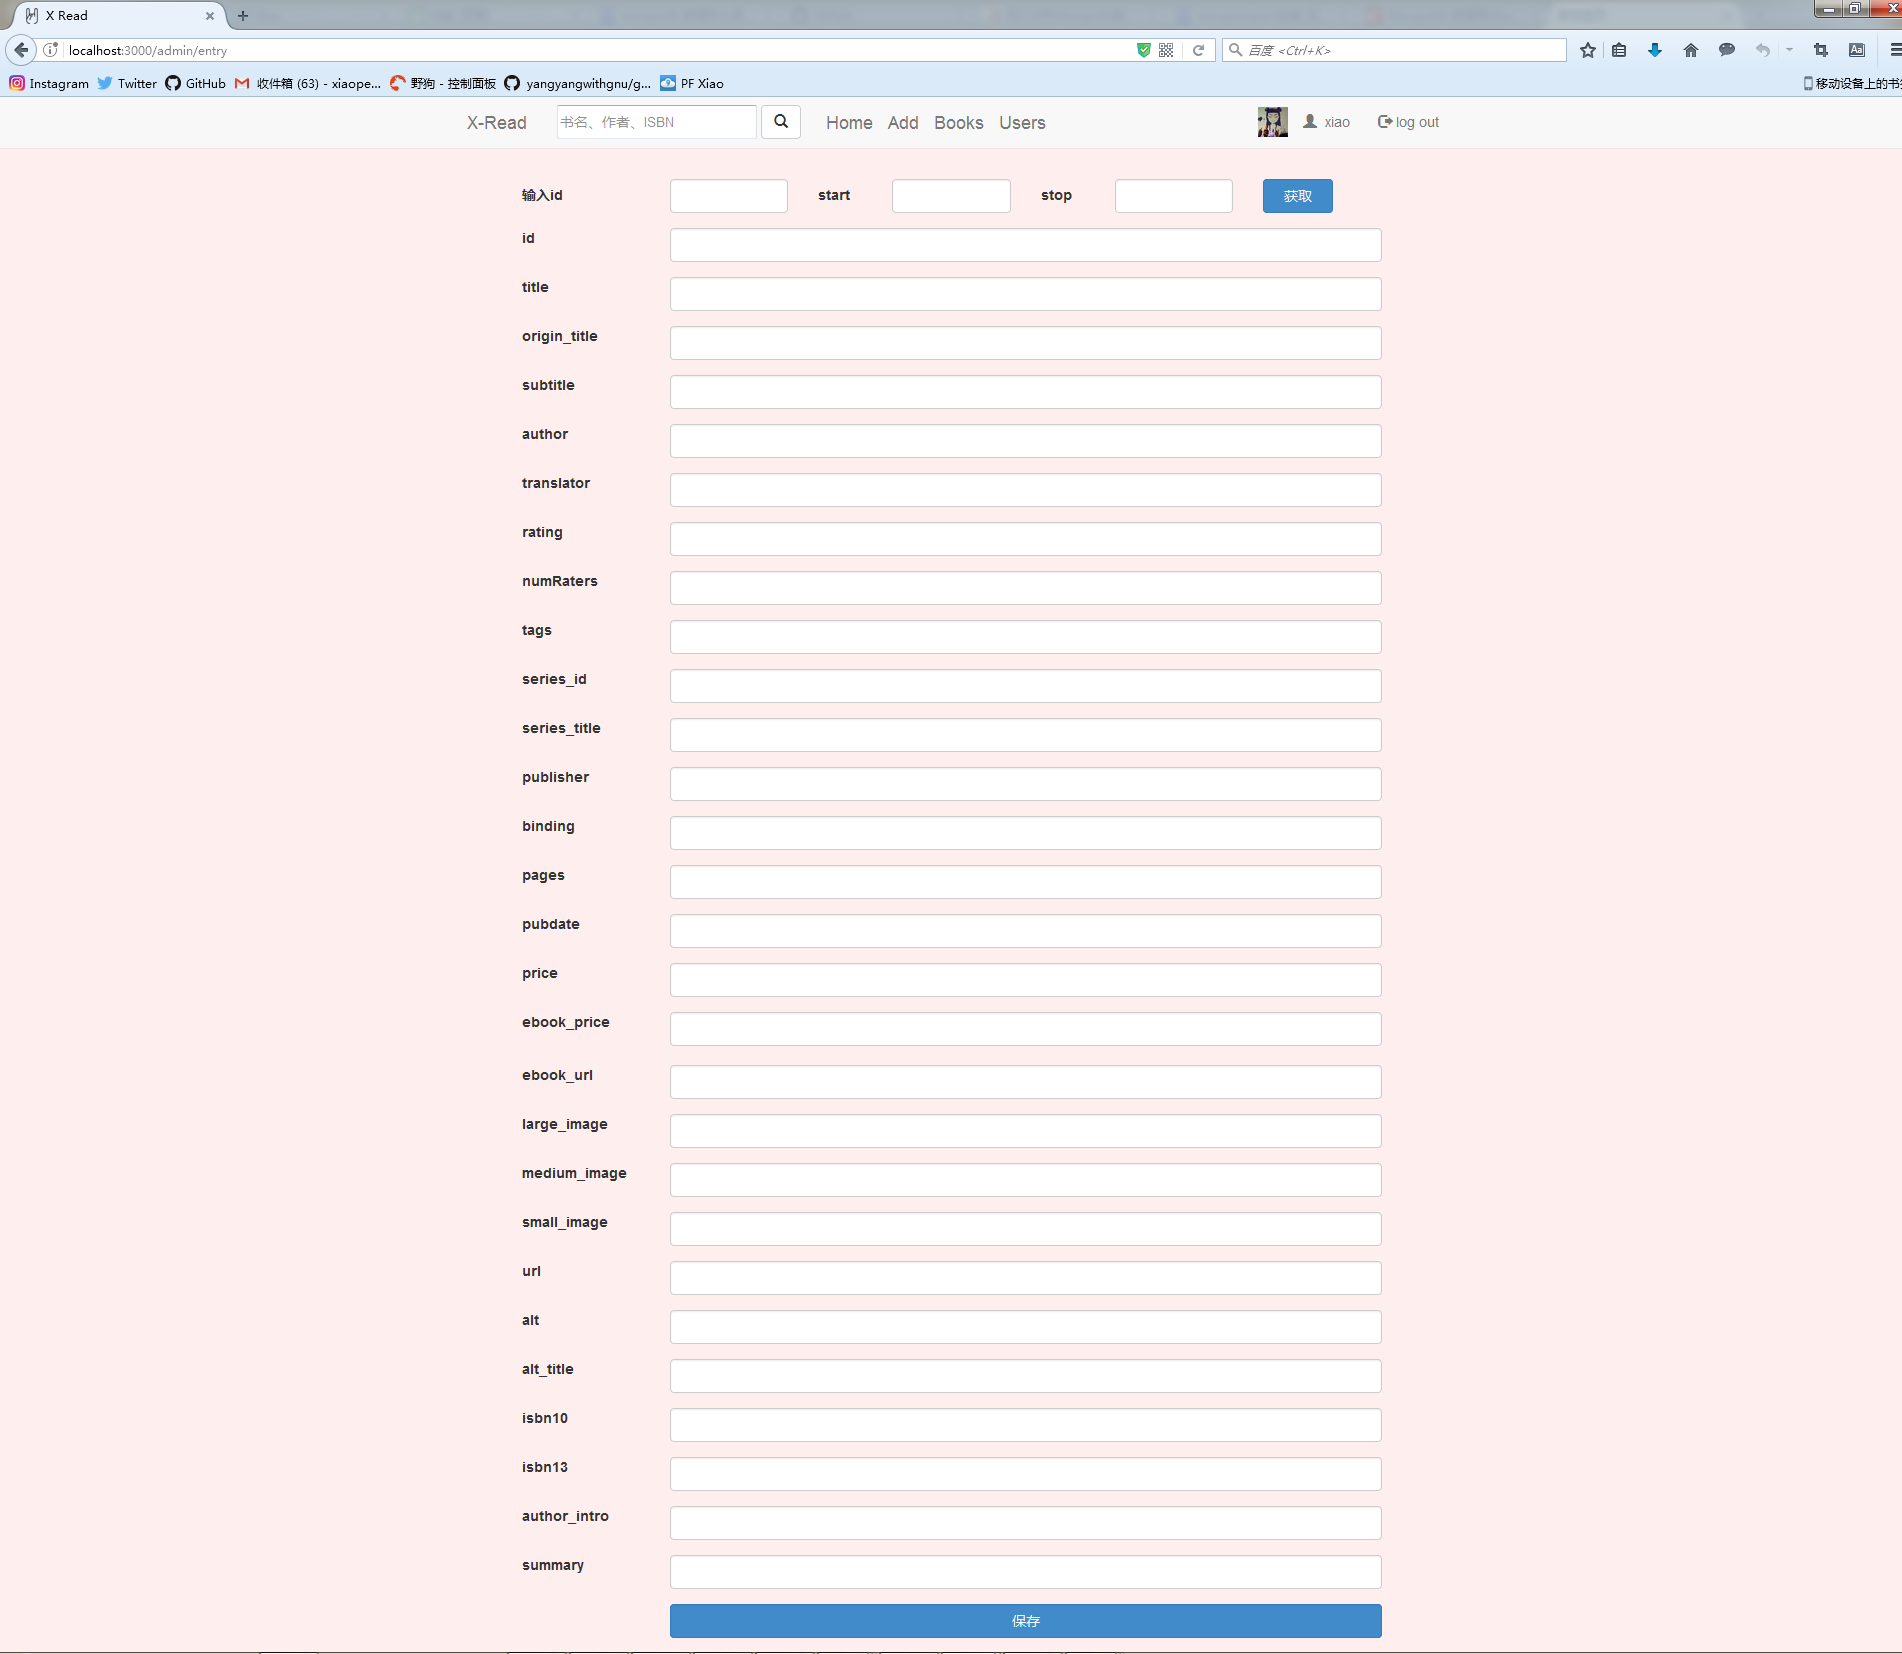 X Read
localhost:3000/admin/entry
百度 <Ctrl+K>
Instagram Twitter GitHub 收件箱 (63) - xiaope... 野狗 - 控制面板 yangyangwithgnu/g... PF Xiao 移动设备上的书
X-Read 书名、作者、ISBN Home Add Books Users xiao log out
输入id start stop 获取
id
title
origin_title
subtitle
author
translator
rating
numRaters
tags
series_id
series_title
publisher
binding
pages
pubdate
price
ebook_price
ebook_url
large_image
medium_image
small_image
url
alt
alt_title
isbn10
isbn13
author_intro
summary
保存